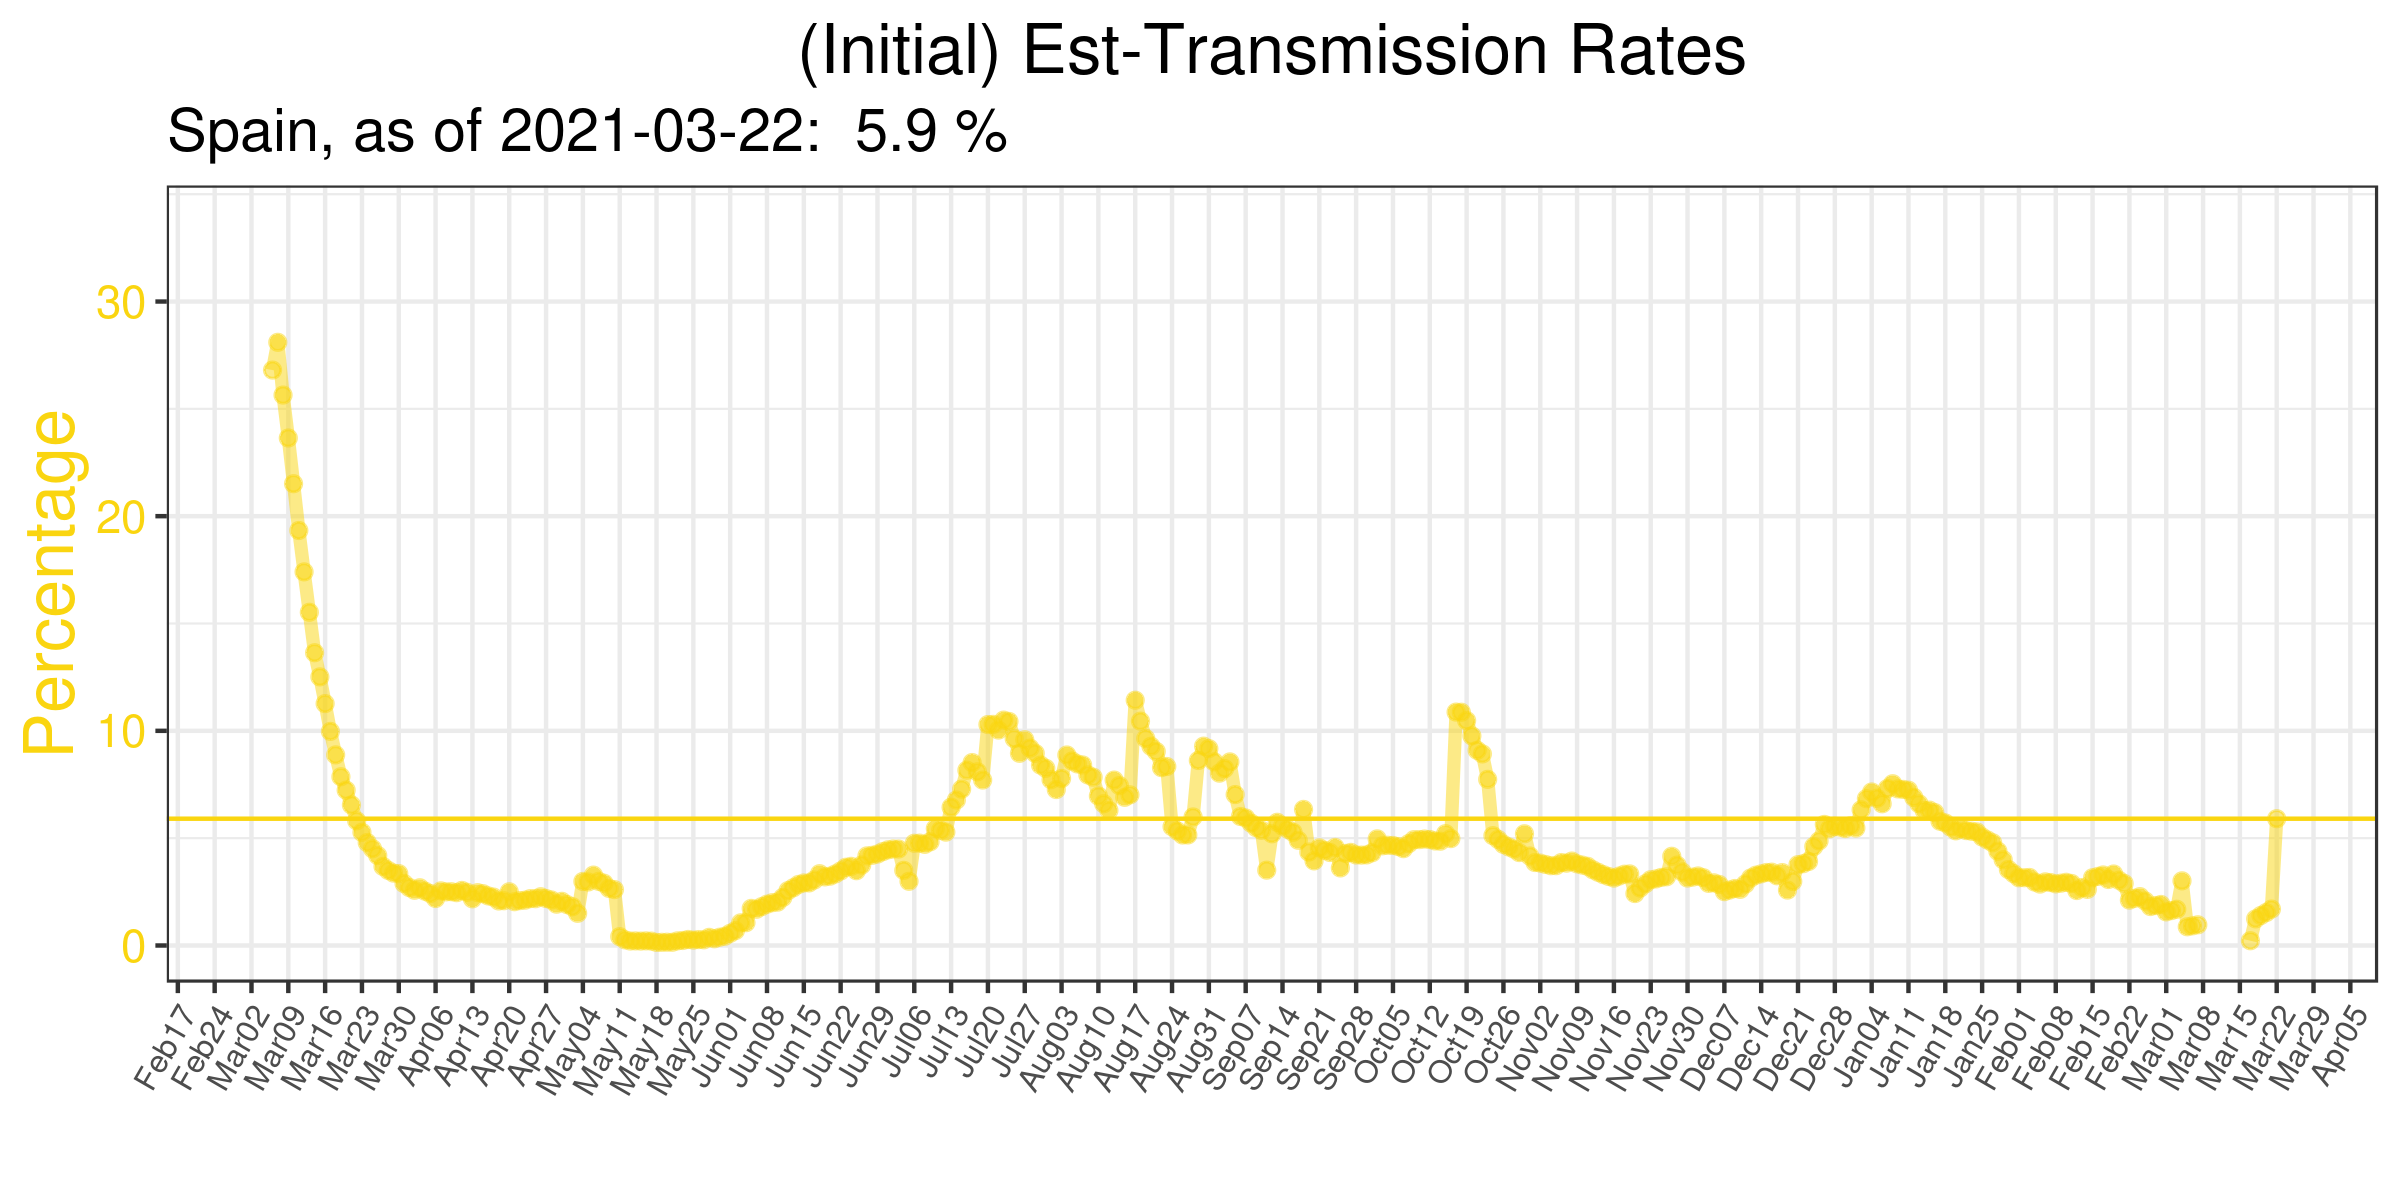 (Initial) Est-Transmission Rates
Spain, as of 2021-03-22:  5.9 %
Percentage
30
20
10
0
Feb17
Feb24
Mar02
Mar09
Mar16
Mar23
Mar30
Apr06
Apr13
Apr20
Apr27
May04
May11
May18
May25
Jun01
Jun08
Jun15
Jun22
Jun29
Jul06
Jul13
Jul20
Jul27
Aug03
Aug10
Aug17
Aug24
Aug31
Sep07
Sep14
Sep21
Sep28
Oct05
Oct12
Oct19
Oct26
Nov02
Nov09
Nov16
Nov23
Nov30
Dec07
Dec14
Dec21
Dec28
Jan04
Jan11
Jan18
Jan25
Feb01
Feb08
Feb15
Feb22
Mar01
Mar08
Mar15
Mar22
Mar29
Apr05